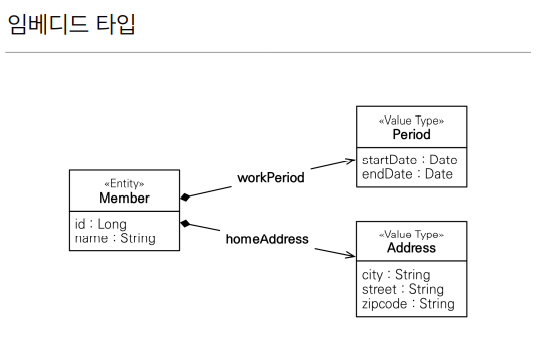 임베디드 타입
«Value Type»
Period
startDate : Date
endDate : Date
workPeriod
«Entity»
Member
id : Long
name : String
homeAddress
«Value Type»
Address
city : String
street : String
zipcode : String